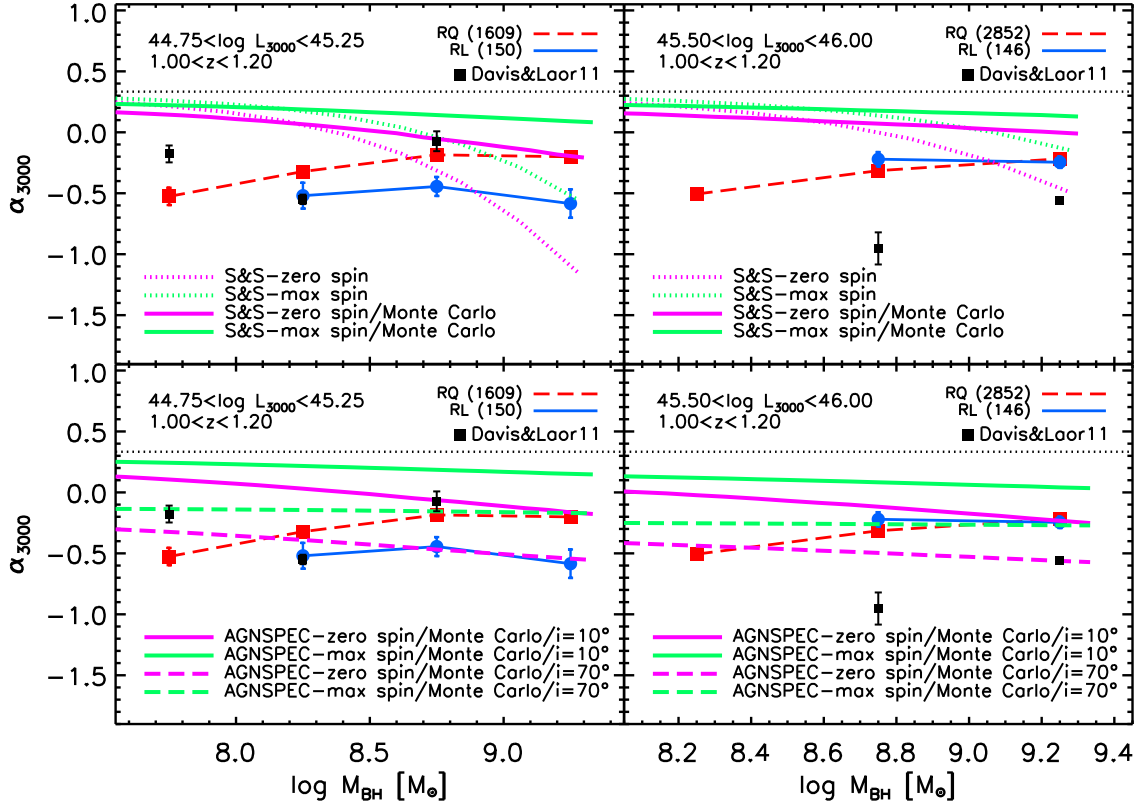 1.0
0.5
0.0
−0.5
−1.0
−1.5
α3000
44.75<log L3000<45.25
1.00<z<1.20
RQ (1609)
RL (150)
Davis&Laor11
S&S−zero spin
S&S−max spin
S&S−zero spin/Monte Carlo
S&S−max spin/Monte Carlo
45.50<log L3000<46.00
1.00<z<1.20
RQ (2852)
RL (146)
Davis&Laor11
S&S−zero spin
S&S−max spin
S&S−zero spin/Monte Carlo
S&S−max spin/Monte Carlo
1.0
0.5
0.0
−0.5
−1.0
−1.5
α3000
44.75<log L3000<45.25
1.00<z<1.20
RQ (1609)
RL (150)
Davis&Laor11
AGNSPEC−zero spin/Monte Carlo/i=10°
AGNSPEC−max spin/Monte Carlo/i=10°
AGNSPEC−zero spin/Monte Carlo/i=70°
AGNSPEC−max spin/Monte Carlo/i=70°
45.50<log L3000<46.00
1.00<z<1.20
RQ (2852)
RL (146)
Davis&Laor11
AGNSPEC−zero spin/Monte Carlo/i=10°
AGNSPEC−max spin/Monte Carlo/i=10°
AGNSPEC−zero spin/Monte Carlo/i=70°
AGNSPEC−max spin/Monte Carlo/i=70°
8.0 8.5 9.0
8.2 8.4 8.6 8.8 9.0 9.2 9.4
log MBH [M⊙]
log MBH [M⊙]